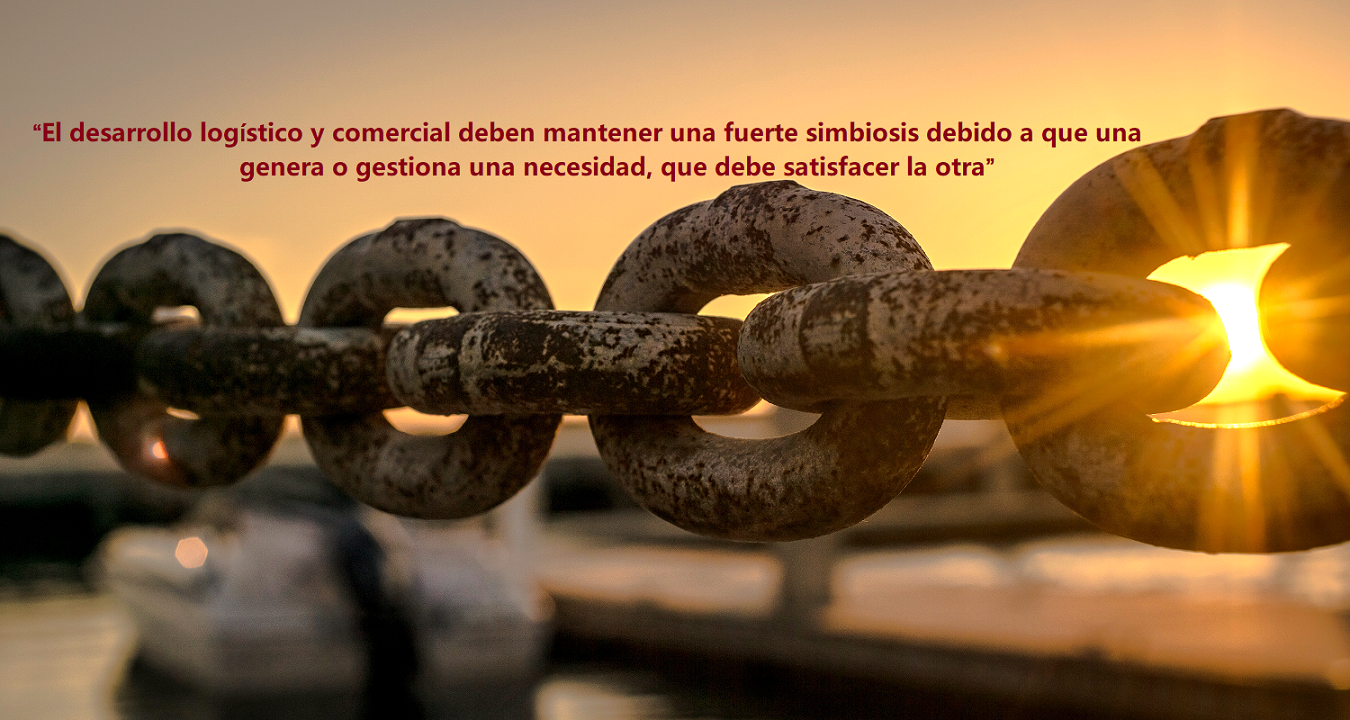 “El desarrollo logístico y comercial deben mantener una fuerte simbiosis debido a que una
genera o gestiona una necesidad, que debe satisfacer la otra”